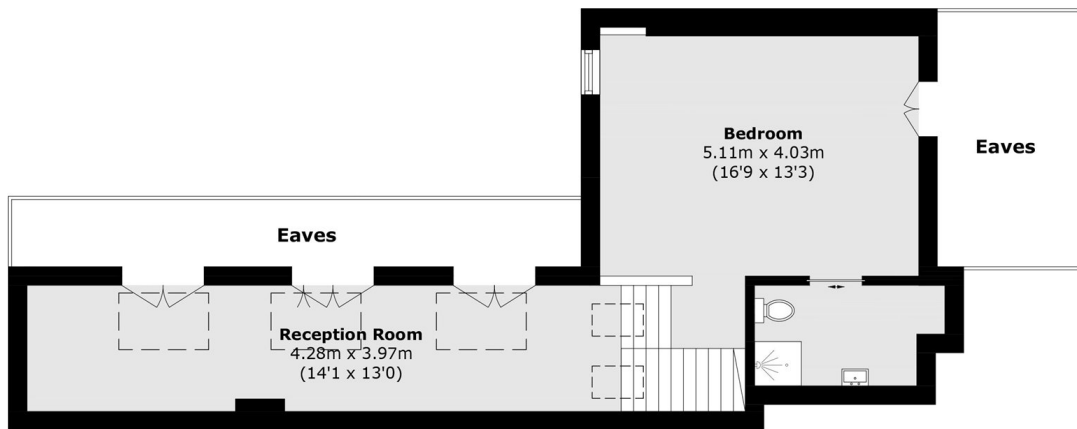 Bedroom
5.11m x 4.03m
(16'9 x 13'3)
Eaves
Eaves
Reception Room
4.28m x 3.97m
(14'1 x 13'0)